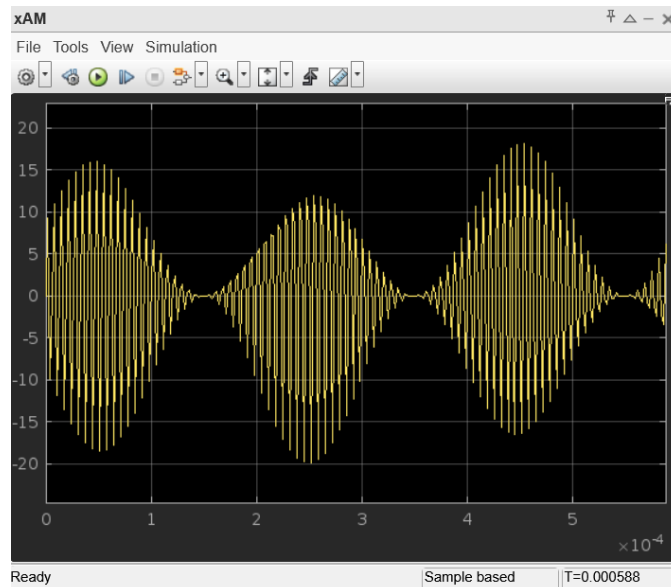 xAM
File Tools View Simulation
20
15
10
5
0
-5
-10
-15
-20
0 1 2 3 4 5
×10-4
Ready Sample based T=0.000588